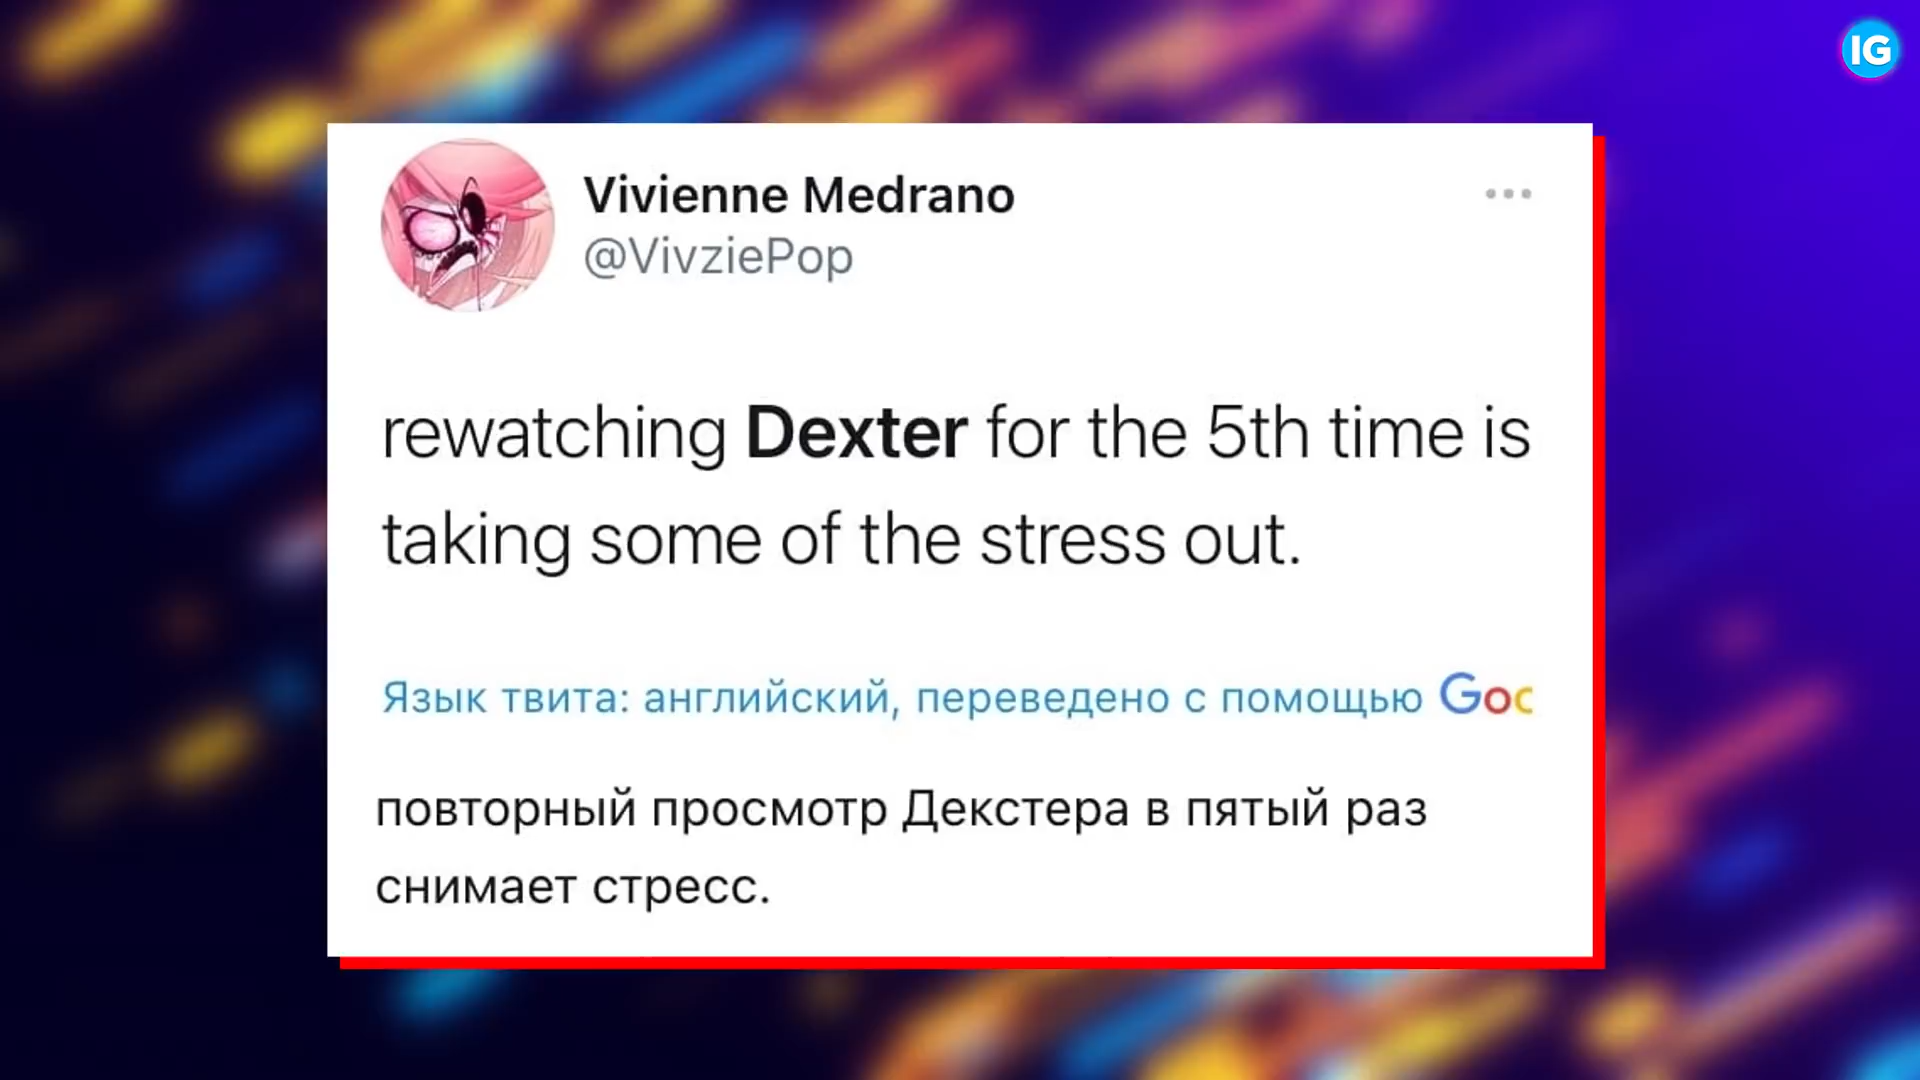 IG
Vivienne Medrano
@VivziePop
rewatching Dexter for the 5th time is
taking some of the stress out.
Язык твита: английский, переведено с помощью Goo
повторный просмотр Декстера в пятый раз
снимает стресс.